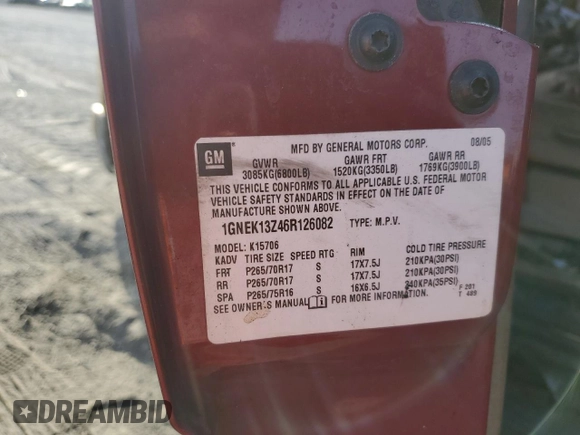 MFD BY GENERAL MOTORS CORP. 08/05
GM
GVWR GAWR FRT GAWR RR
3085KG(6800LB) 1520KG(3350LB) 1769KG(3900LB)
THIS VEHICLE CONFORMS TO ALL APPLICABLE U.S. FEDERAL MOTOR
VEHICLE SAFETY STANDARDS IN EFFECT ON THE DATE OF
MANUFACTURE SHOWN ABOVE.
1GNEK13Z46R126082 TYPE: M.P.V.
MODEL: K15706
KADV TIRE SIZE SPEED RTG RIM COLD TIRE PRESSURE
FRT P265/70R17 S 17X7.5J 210KPA(30PSI)
RR P265/70R17 S 17X7.5J 210KPA(30PSI)
SPA P265/75R16 S 16X6.5J 240KPA(35PSI)
F 201
T 489
SEE OWNER'S MANUAL FOR MORE INFORMATION.
DREAMBID